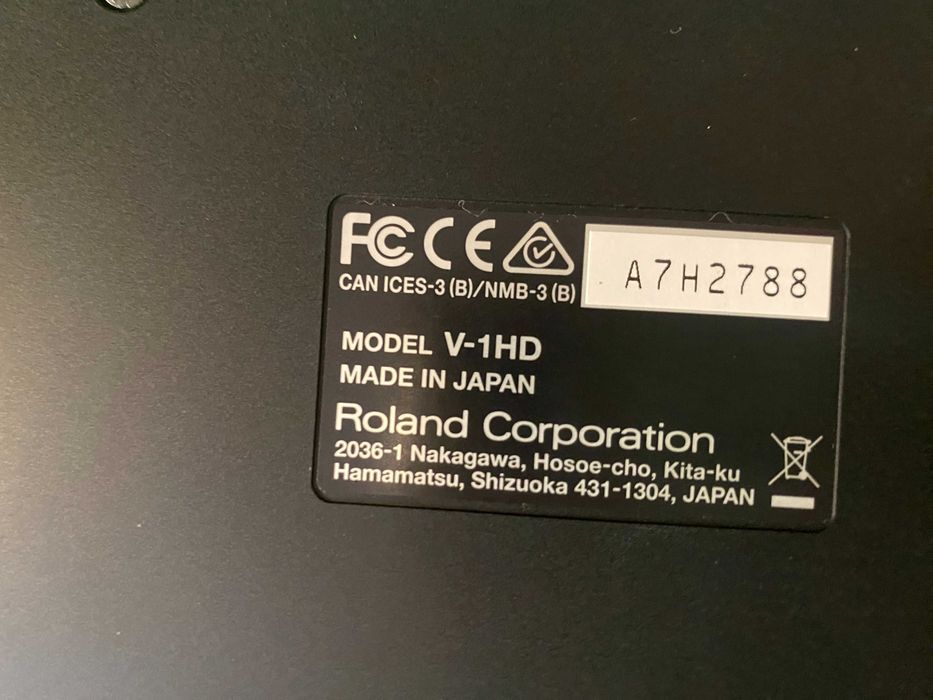 FC CE
A7H2788
CAN ICES-3 (B)/NMB-3 (B)
MODEL V-1HD
MADE IN JAPAN
Roland Corporation
2036-1 Nakagawa, Hosoe-cho, Kita-ku
Hamamatsu, Shizuoka 431-1304, JAPAN